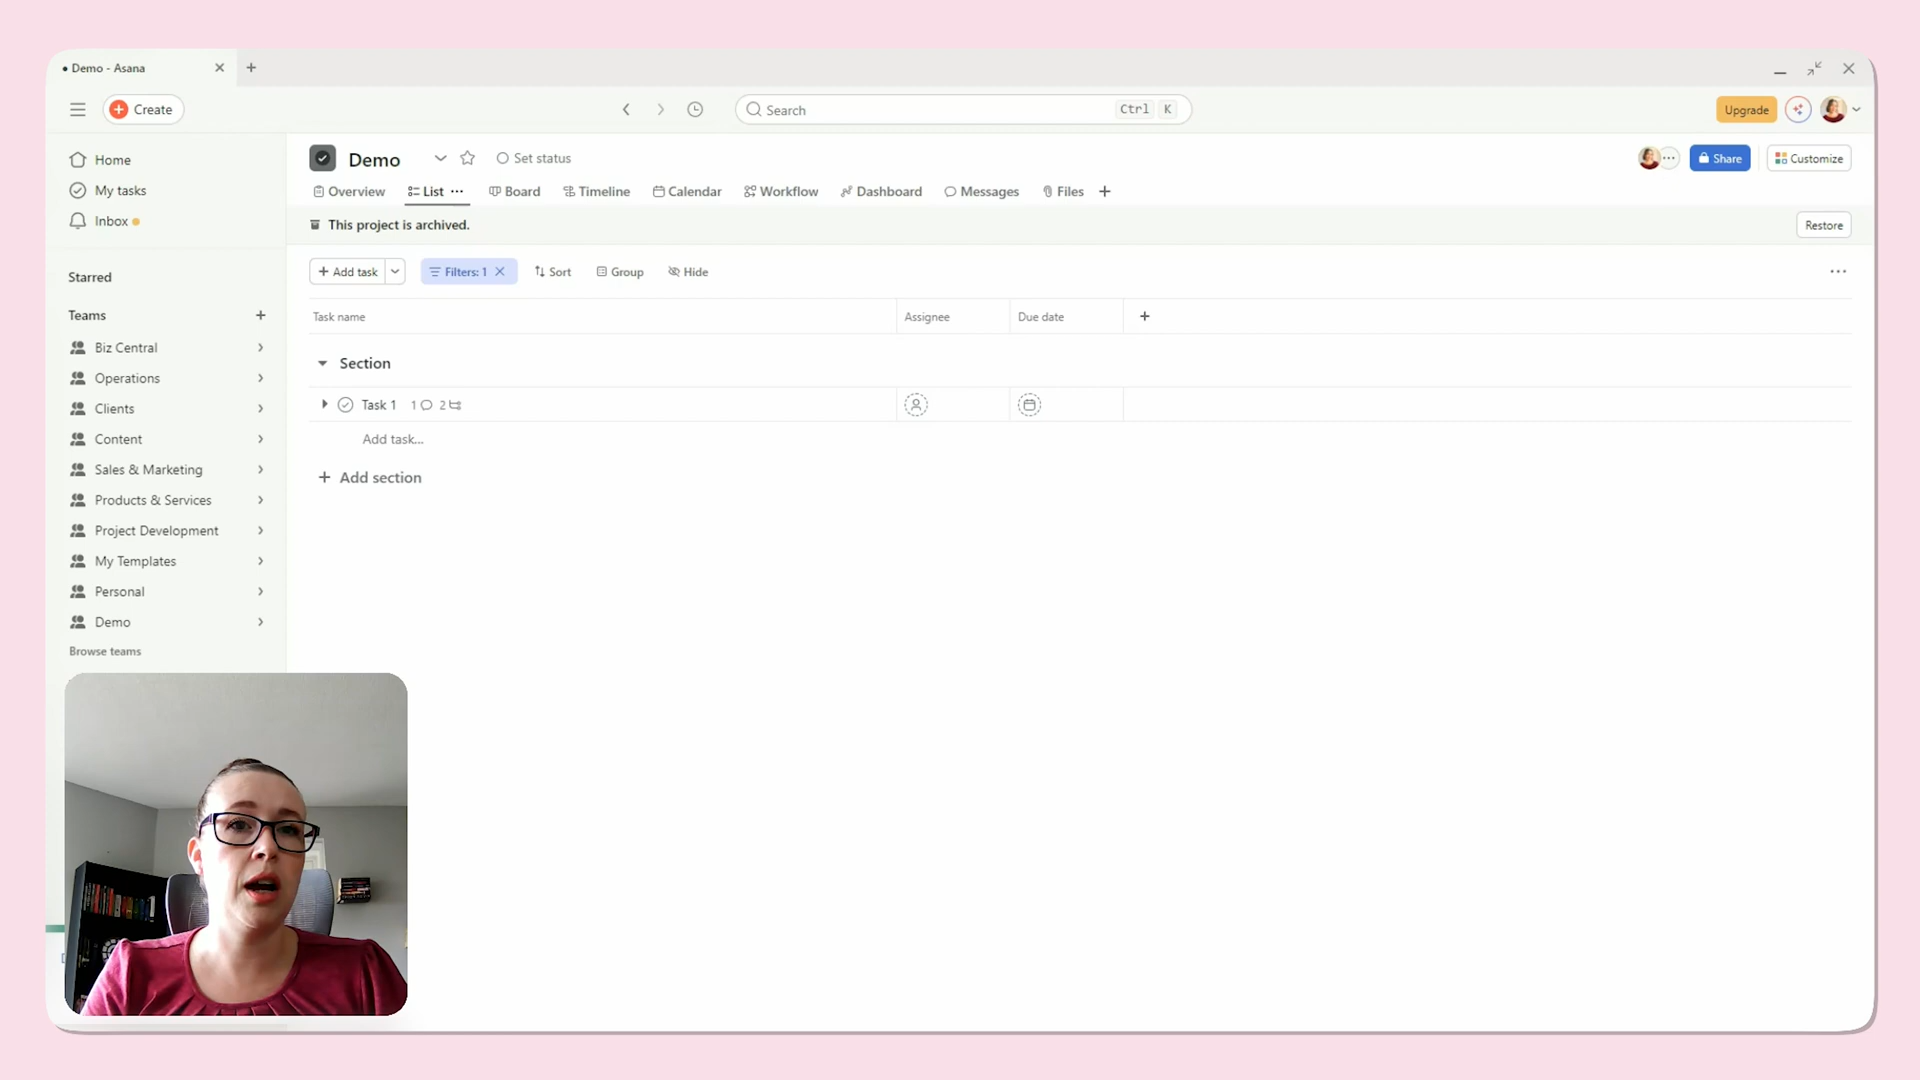 Demo - Asana
Create
Search Ctrl K
Upgrade
Home
My tasks
Inbox
Starred
Teams
Biz Central
Operations
Clients
Content
Sales & Marketing
Products & Services
Project Development
My Templates
Personal
Demo
Browse teams
Demo
Set status
Share
Customize
Overview List Board Timeline Calendar Workflow Dashboard Messages Files
This project is archived.
Restore
Add task Filters: 1 Sort Group Hide
Task name Assignee Due date
Section
Task 1 1 2
Add task...
Add section